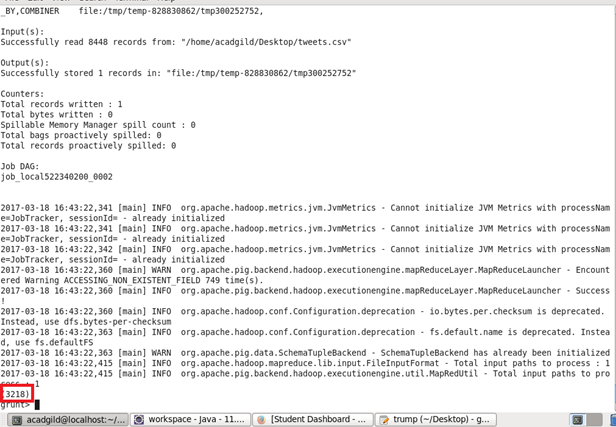 _BY,COMBINER    file:/tmp/temp-828830862/tmp300252752,
Input(s):
Successfully read 8448 records from: "/home/acadgild/Desktop/tweets.csv"
Output(s):
Successfully stored 1 records in: "file:/tmp/temp-828830862/tmp300252752"
Counters:
Total records written : 1
Total bytes written : 0
Spillable Memory Manager spill count : 0
Total bags proactively spilled: 0
Total records proactively spilled: 0
Job DAG:
job_local522340200_0002
2017-03-18 16:43:22,341 [main] INFO  org.apache.hadoop.metrics.jvm.JvmMetrics - Cannot initialize JVM Metrics with processNam
e=JobTracker, sessionId= - already initialized
2017-03-18 16:43:22,341 [main] INFO  org.apache.hadoop.metrics.jvm.JvmMetrics - Cannot initialize JVM Metrics with processNam
e=JobTracker, sessionId= - already initialized
2017-03-18 16:43:22,342 [main] INFO  org.apache.hadoop.metrics.jvm.JvmMetrics - Cannot initialize JVM Metrics with processNam
e=JobTracker, sessionId= - already initialized
2017-03-18 16:43:22,360 [main] WARN  org.apache.pig.backend.hadoop.executionengine.mapReduceLayer.MapReduceLauncher - Encount
ered Warning ACCESSING_NON_EXISTENT_FIELD 749 time(s).
2017-03-18 16:43:22,360 [main] INFO  org.apache.pig.backend.hadoop.executionengine.mapReduceLayer.MapReduceLauncher - Success
!
2017-03-18 16:43:22,360 [main] INFO  org.apache.hadoop.conf.Configuration.deprecation - io.bytes.per.checksum is deprecated.
Instead, use dfs.bytes-per-checksum
2017-03-18 16:43:22,363 [main] INFO  org.apache.hadoop.conf.Configuration.deprecation - fs.default.name is deprecated. Instea
d, use fs.defaultFS
2017-03-18 16:43:22,363 [main] WARN  org.apache.pig.data.SchemaTupleBackend - SchemaTupleBackend has already been initialized
2017-03-18 16:43:22,415 [main] INFO  org.apache.hadoop.mapreduce.lib.input.FileInputFormat - Total input paths to process : 1
2017-03-18 16:43:22,415 [main] INFO  org.apache.pig.backend.hadoop.executionengine.util.MapRedUtil - Total input paths to pro
cess : 1
(3218)
grunt>
acadgild@localhost:~/... workspace - Java - 11.... [Student Dashboard - ... trump (~/Desktop) - g...